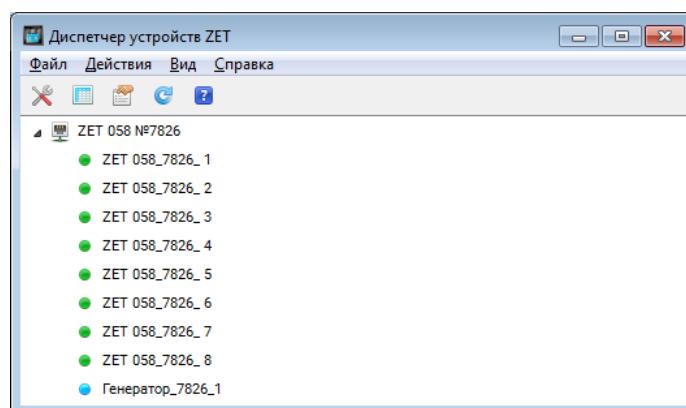 Диспетчер устройств ZET
Файл Действия Вид Справка
ZET 058 №7826
ZET 058_7826_ 1
ZET 058_7826_ 2
ZET 058_7826_ 3
ZET 058_7826_ 4
ZET 058_7826_ 5
ZET 058_7826_ 6
ZET 058_7826_ 7
ZET 058_7826_ 8
Генератор_7826_1